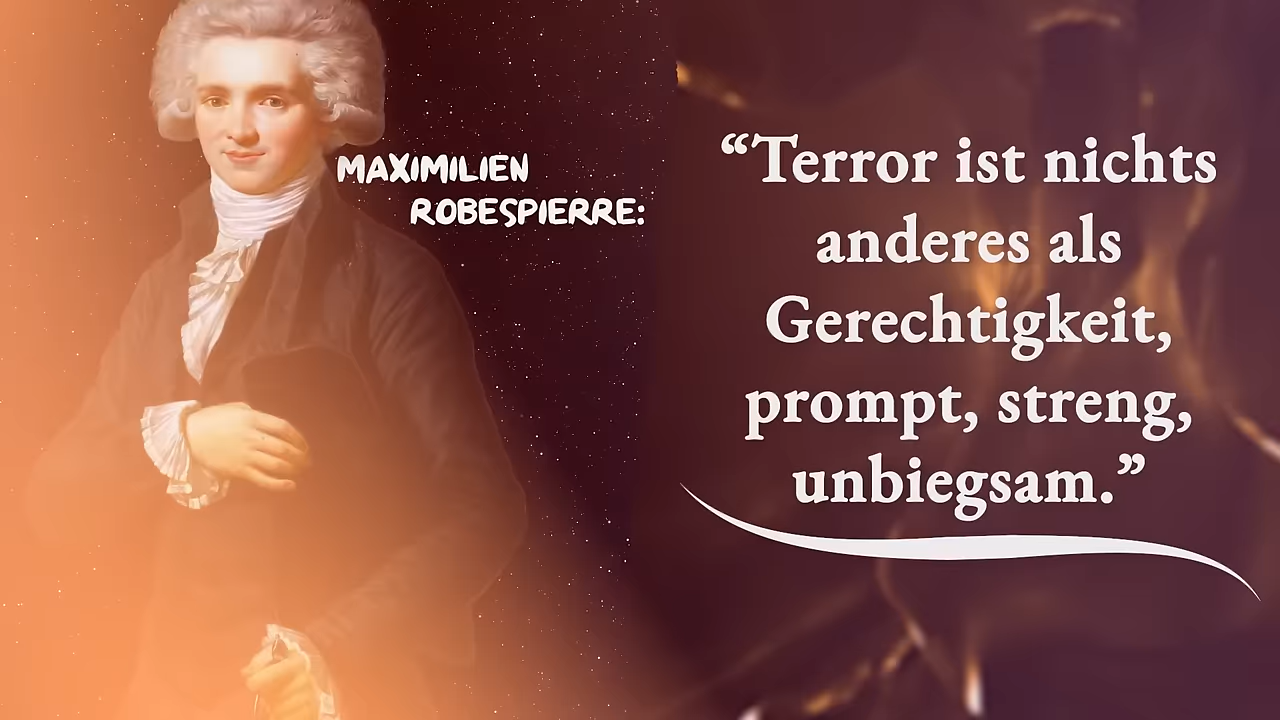 MAXIMILIEN
ROBESPIERRE:
“Terror ist nichts
anderes als
Gerechtigkeit,
prompt, streng,
unbiegsam.”